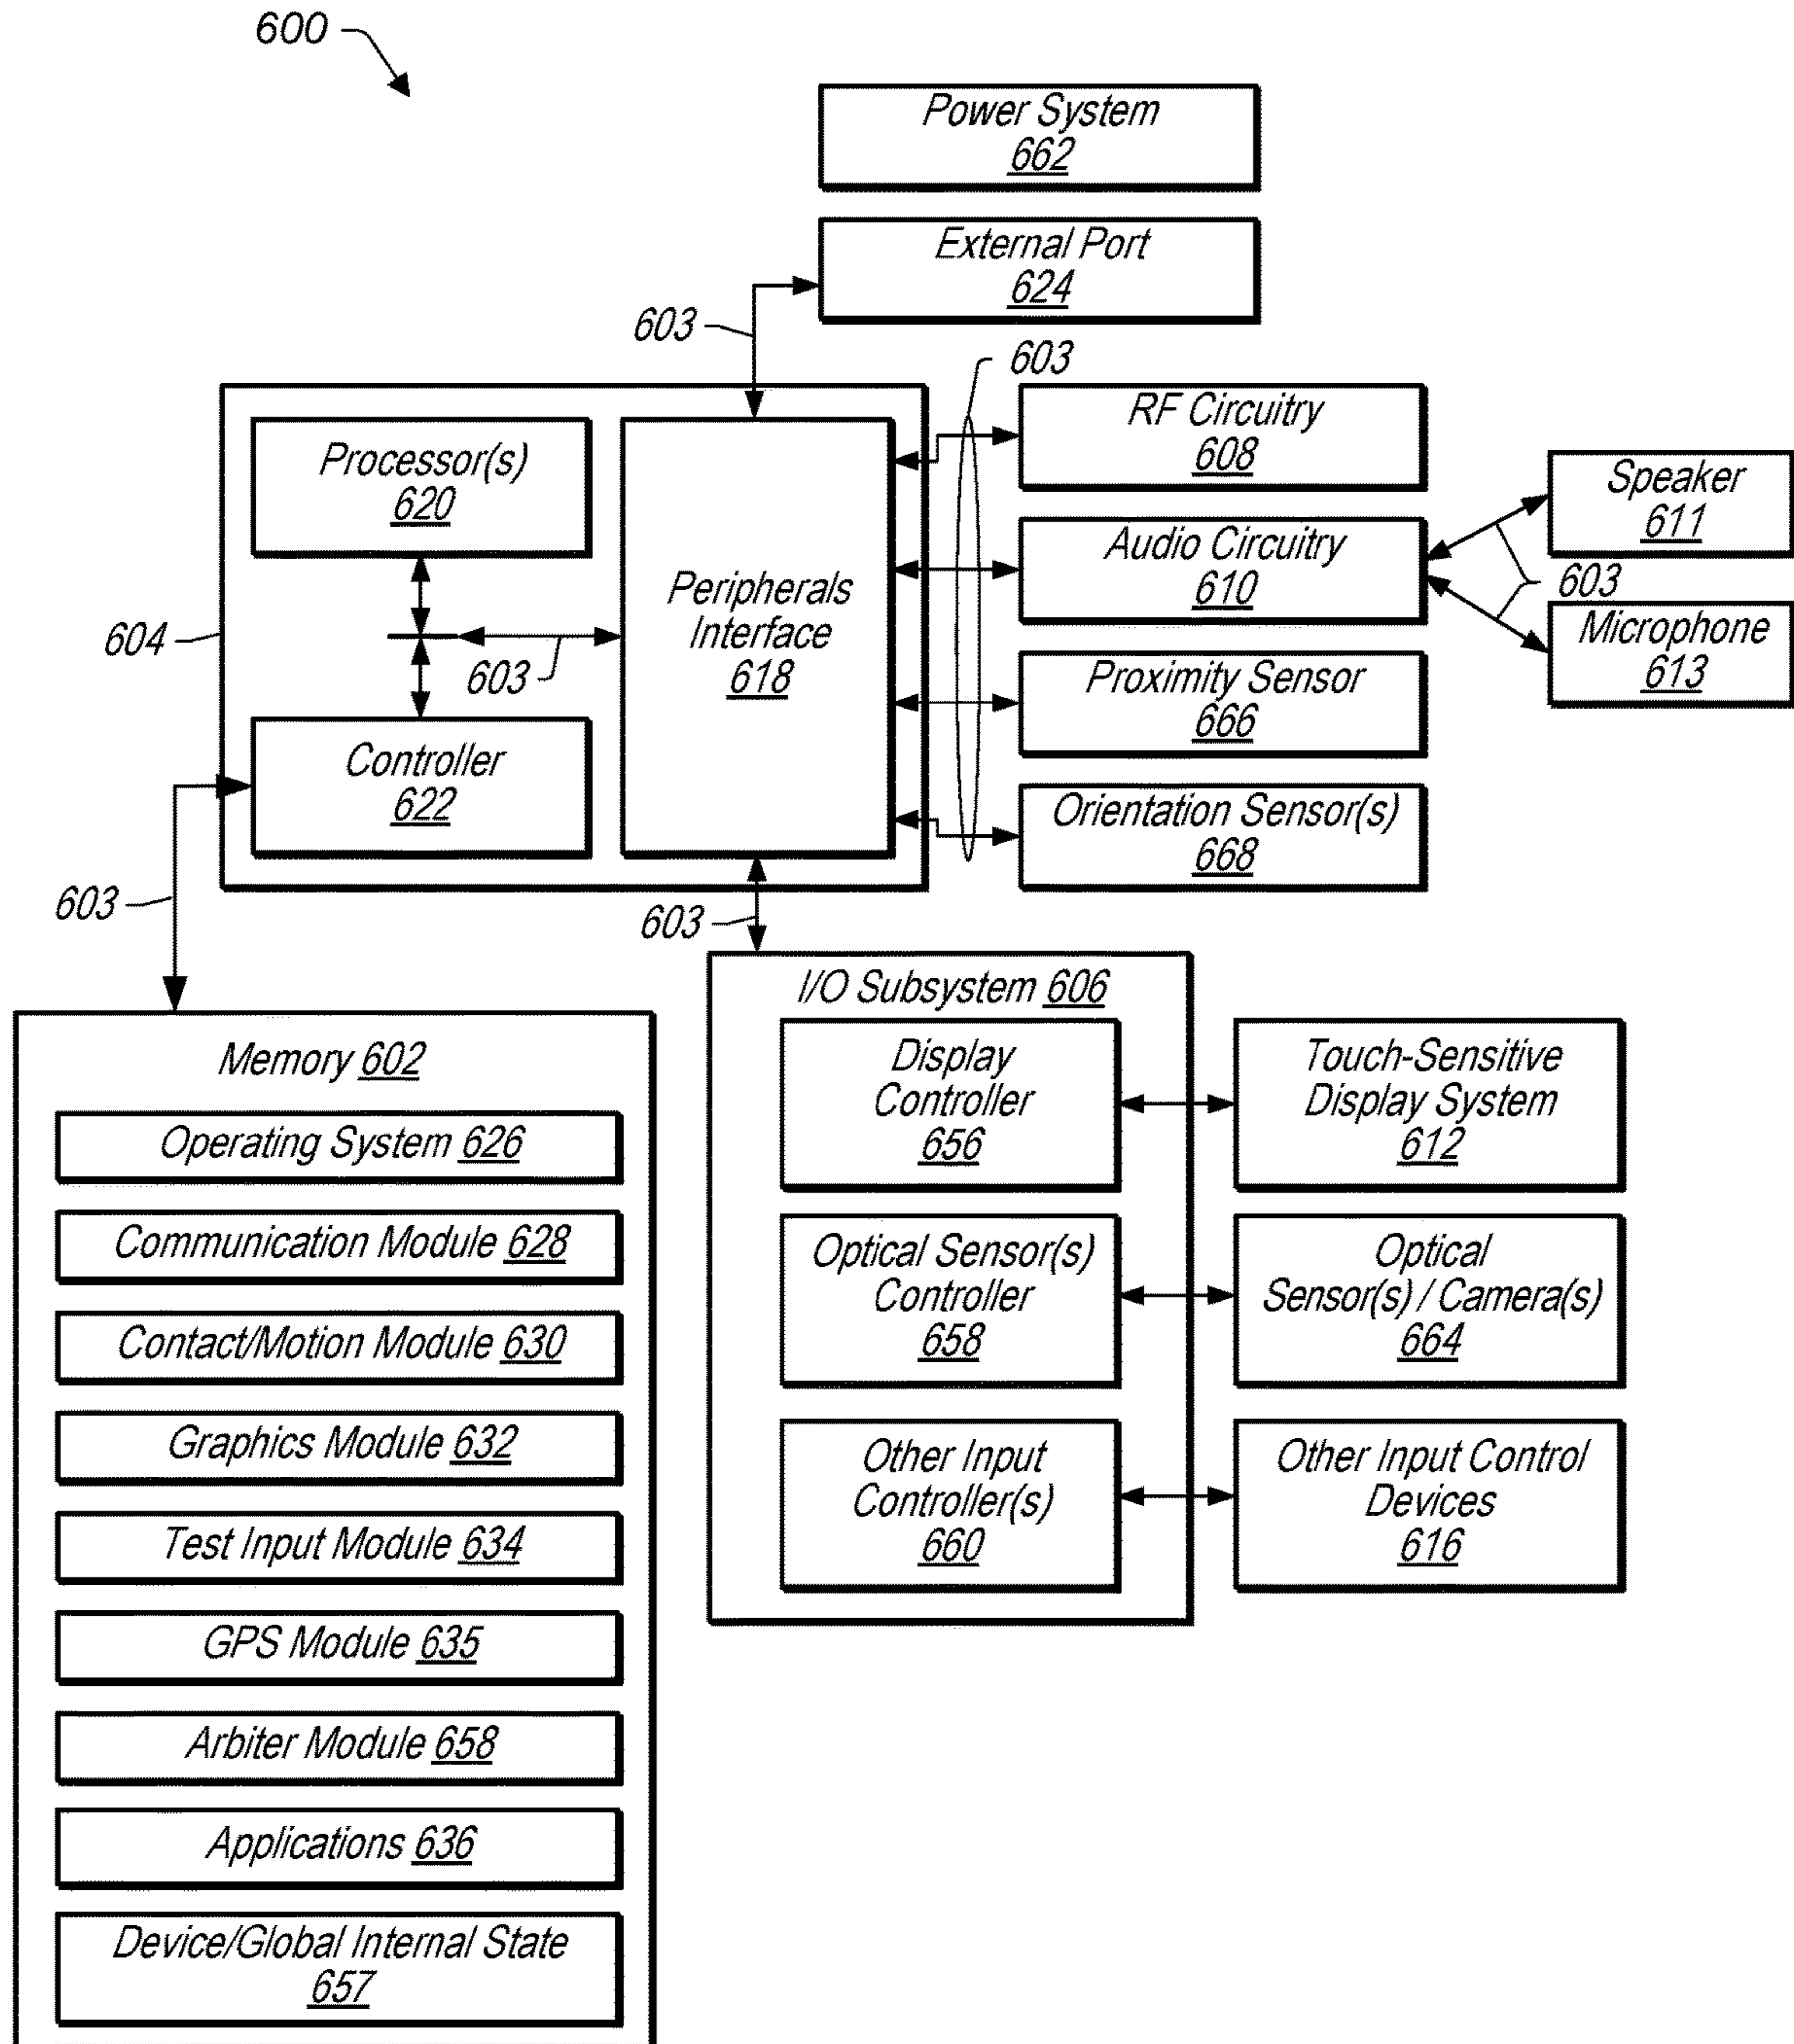 600
Power System
662
External Port
624
603
603
RF Circuitry
608
Processor(s)
620
Speaker
611
Audio Circuitry
610
Peripherals
Interface
618
603
604
603
Microphone
613
Proximity Sensor
666
Controller
622
Orientation Sensor(s)
668
603
603
I/O Subsystem 606
Memory 602
Display
Controller
656
Touch-Sensitive
Display System
612
Operating System 626
Communication Module 628
Optical Sensor(s)
Controller
658
Optical
Sensor(s) / Camera(s)
664
Contact/Motion Module 630
Graphics Module 632
Other Input
Controller(s)
660
Other Input Control
Devices
616
Test Input Module 634
GPS Module 635
Arbiter Module 658
Applications 636
Device/Global Internal State
657